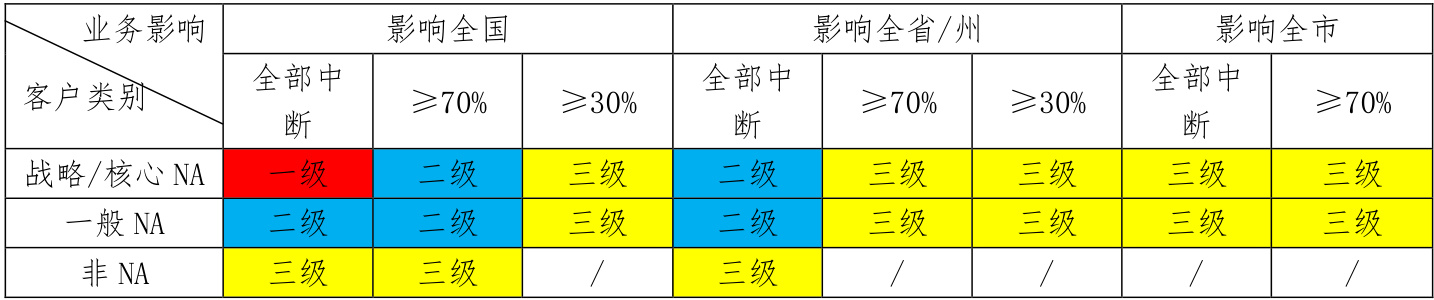 业务影响 影响全国 影响全省/州 影响全市
客户类别 全部中断 ≥70% ≥30% 全部中断 ≥70% ≥30% 全部中断 ≥70%
战略/核心 NA 一级 二级 三级 二级 三级 三级 三级 三级
一般 NA 二级 二级 三级 二级 三级 三级 三级 三级
非 NA 三级 三级 / 三级 / / / /